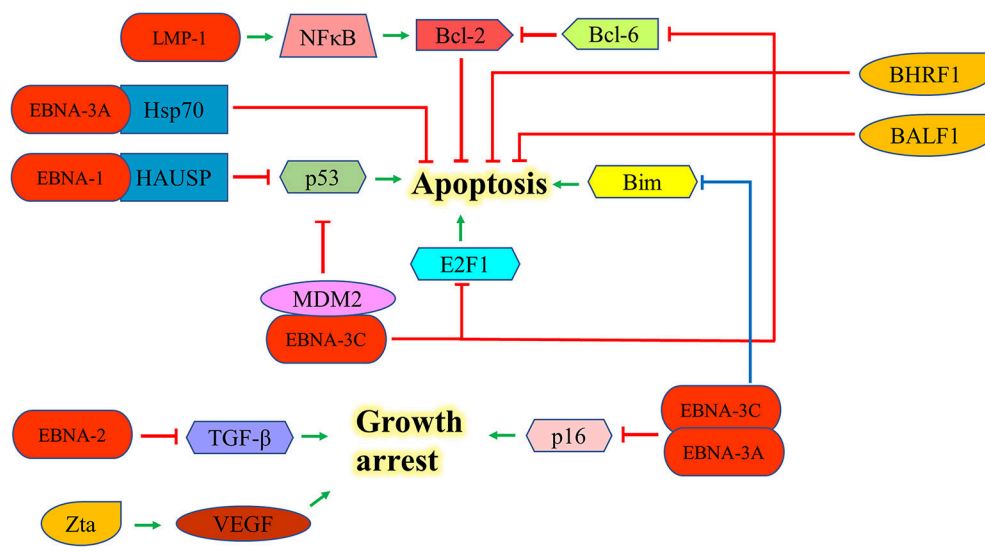 LMP-1
NFκB
Bcl-2
Bcl-6
BHRF1
EBNA-3A
Hsp70
BALF1
EBNA-1
HAUSP
p53
Apoptosis
Bim
E2F1
MDM2
EBNA-3C
EBNA-3C
EBNA-2
TGF-β
Growth
arrest
p16
EBNA-3A
Zta
VEGF